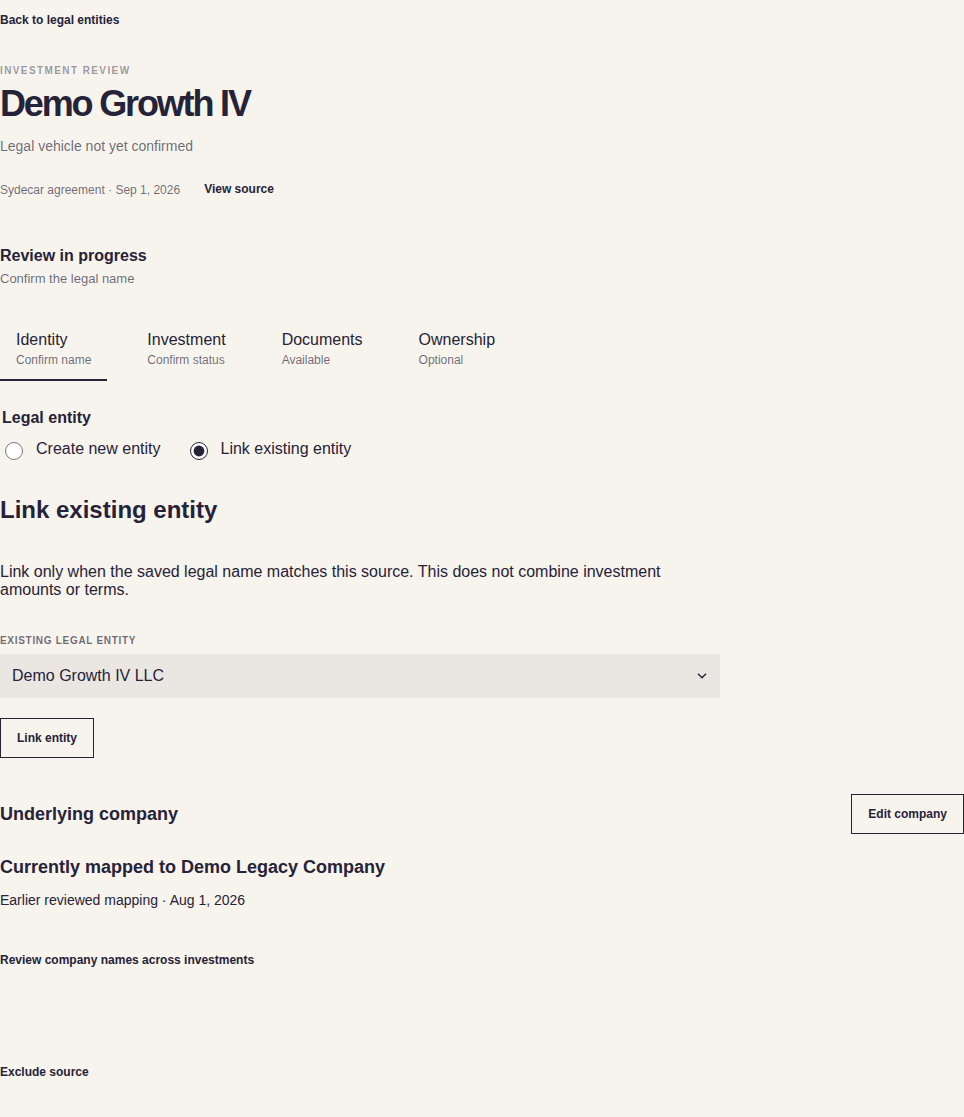 Back to legal entities
INVESTMENT REVIEW
Demo Growth IV
Legal vehicle not yet confirmed
Sydecar agreement · Sep 1, 2026 View source
Review in progress
Confirm the legal name
Identity Investment Documents Ownership
Confirm name Confirm status Available Optional
Legal entity
Create new entity Link existing entity
Link existing entity
Link only when the saved legal name matches this source. This does not combine investment
amounts or terms.
EXISTING LEGAL ENTITY
Demo Growth IV LLC
Link entity
Underlying company Edit company
Currently mapped to Demo Legacy Company
Earlier reviewed mapping · Aug 1, 2026
Review company names across investments
Exclude source